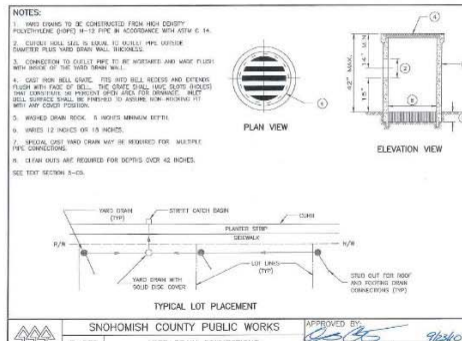 NOTES:
1. YARD DRAINS TO BE CONSTRUCTED FROM HIGH DENSITY
POLYETHYLENE (HDPE) N-12 PIPE IN ACCORDANCE WITH ASTM C 14.
2. CUTOUT HOLE SIZE IS EQUAL TO OUTLET PIPE OUTSIDE
DIAMETER PLUS YARD DRAIN WALL THICKNESS.
3. CONNECTION TO OUTLET PIPE TO BE MORTARED AND MADE FLUSH
WITH INSIDE OF THE YARD DRAIN WALL.
4. CAST IRON BELL GRATE. FITS INTO BELL RECESS AND EXTENDS
FLUSH WITH FACE OF BELL. THE GRATE SHALL HAVE SLOTS (HOLES)
THAT CONSTITUTE 50 PERCENT OPEN AREA FOR DRAINAGE. INLET
BELL SURFACE SHALL BE FINISHED TO ASSURE NON-ROCKING FIT
WITH ANY COVER POSITION.
5. WASHED DRAIN ROCK. 6 INCHES MINIMUM DEPTH.
6. VARIES 12 INCHES OR 18 INCHES.
7. SPECIAL CAST YARD DRAIN MAY BE REQUIRED FOR MULTIPLE
PIPE CONNECTIONS.
8. CLEAN OUTS ARE REQUIRED FOR DEPTHS OVER 42 INCHES.
SEE TEXT SECTION
PLAN VIEW
4
42" MAX.
24" MIN.
18"
2
6
ELEVATION VIEW
YARD DRAIN
(TYP)
STREET CATCH BASIN
CURB
PLANTER STRIP
SIDEWALK
R/W
R/W
YARD DRAIN WITH
SOLID DISC COVER
LOT LINES
(TYP)
STUB OUT FOR ROOF
AND FOOTING DRAIN
CONNECTIONS (TYP)
TYPICAL LOT PLACEMENT
SNOHOMISH COUNTY PUBLIC WORKS
APPROVED BY: